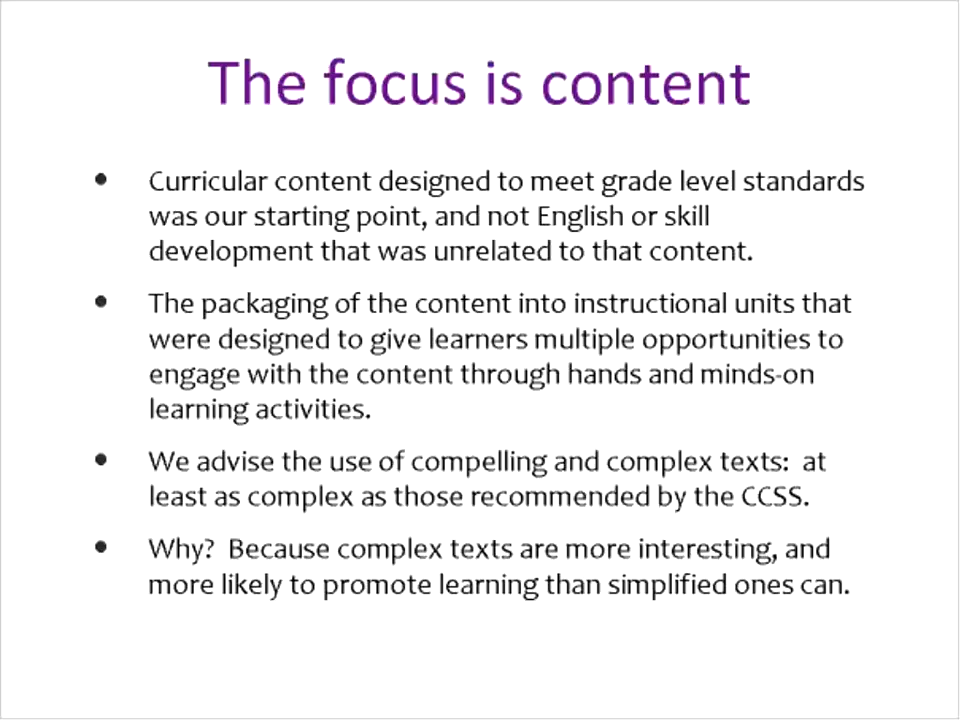 The focus is content
• Curricular content designed to meet grade level standards
was our starting point, and not English or skill
development that was unrelated to that content.
• The packaging of the content into instructional units that
were designed to give learners multiple opportunities to
engage with the content through hands and minds-on
learning activities.
• We advise the use of compelling and complex texts:  at
least as complex as those recommended by the CCSS.
• Why?  Because complex texts are more interesting, and
more likely to promote learning than simplified ones can.